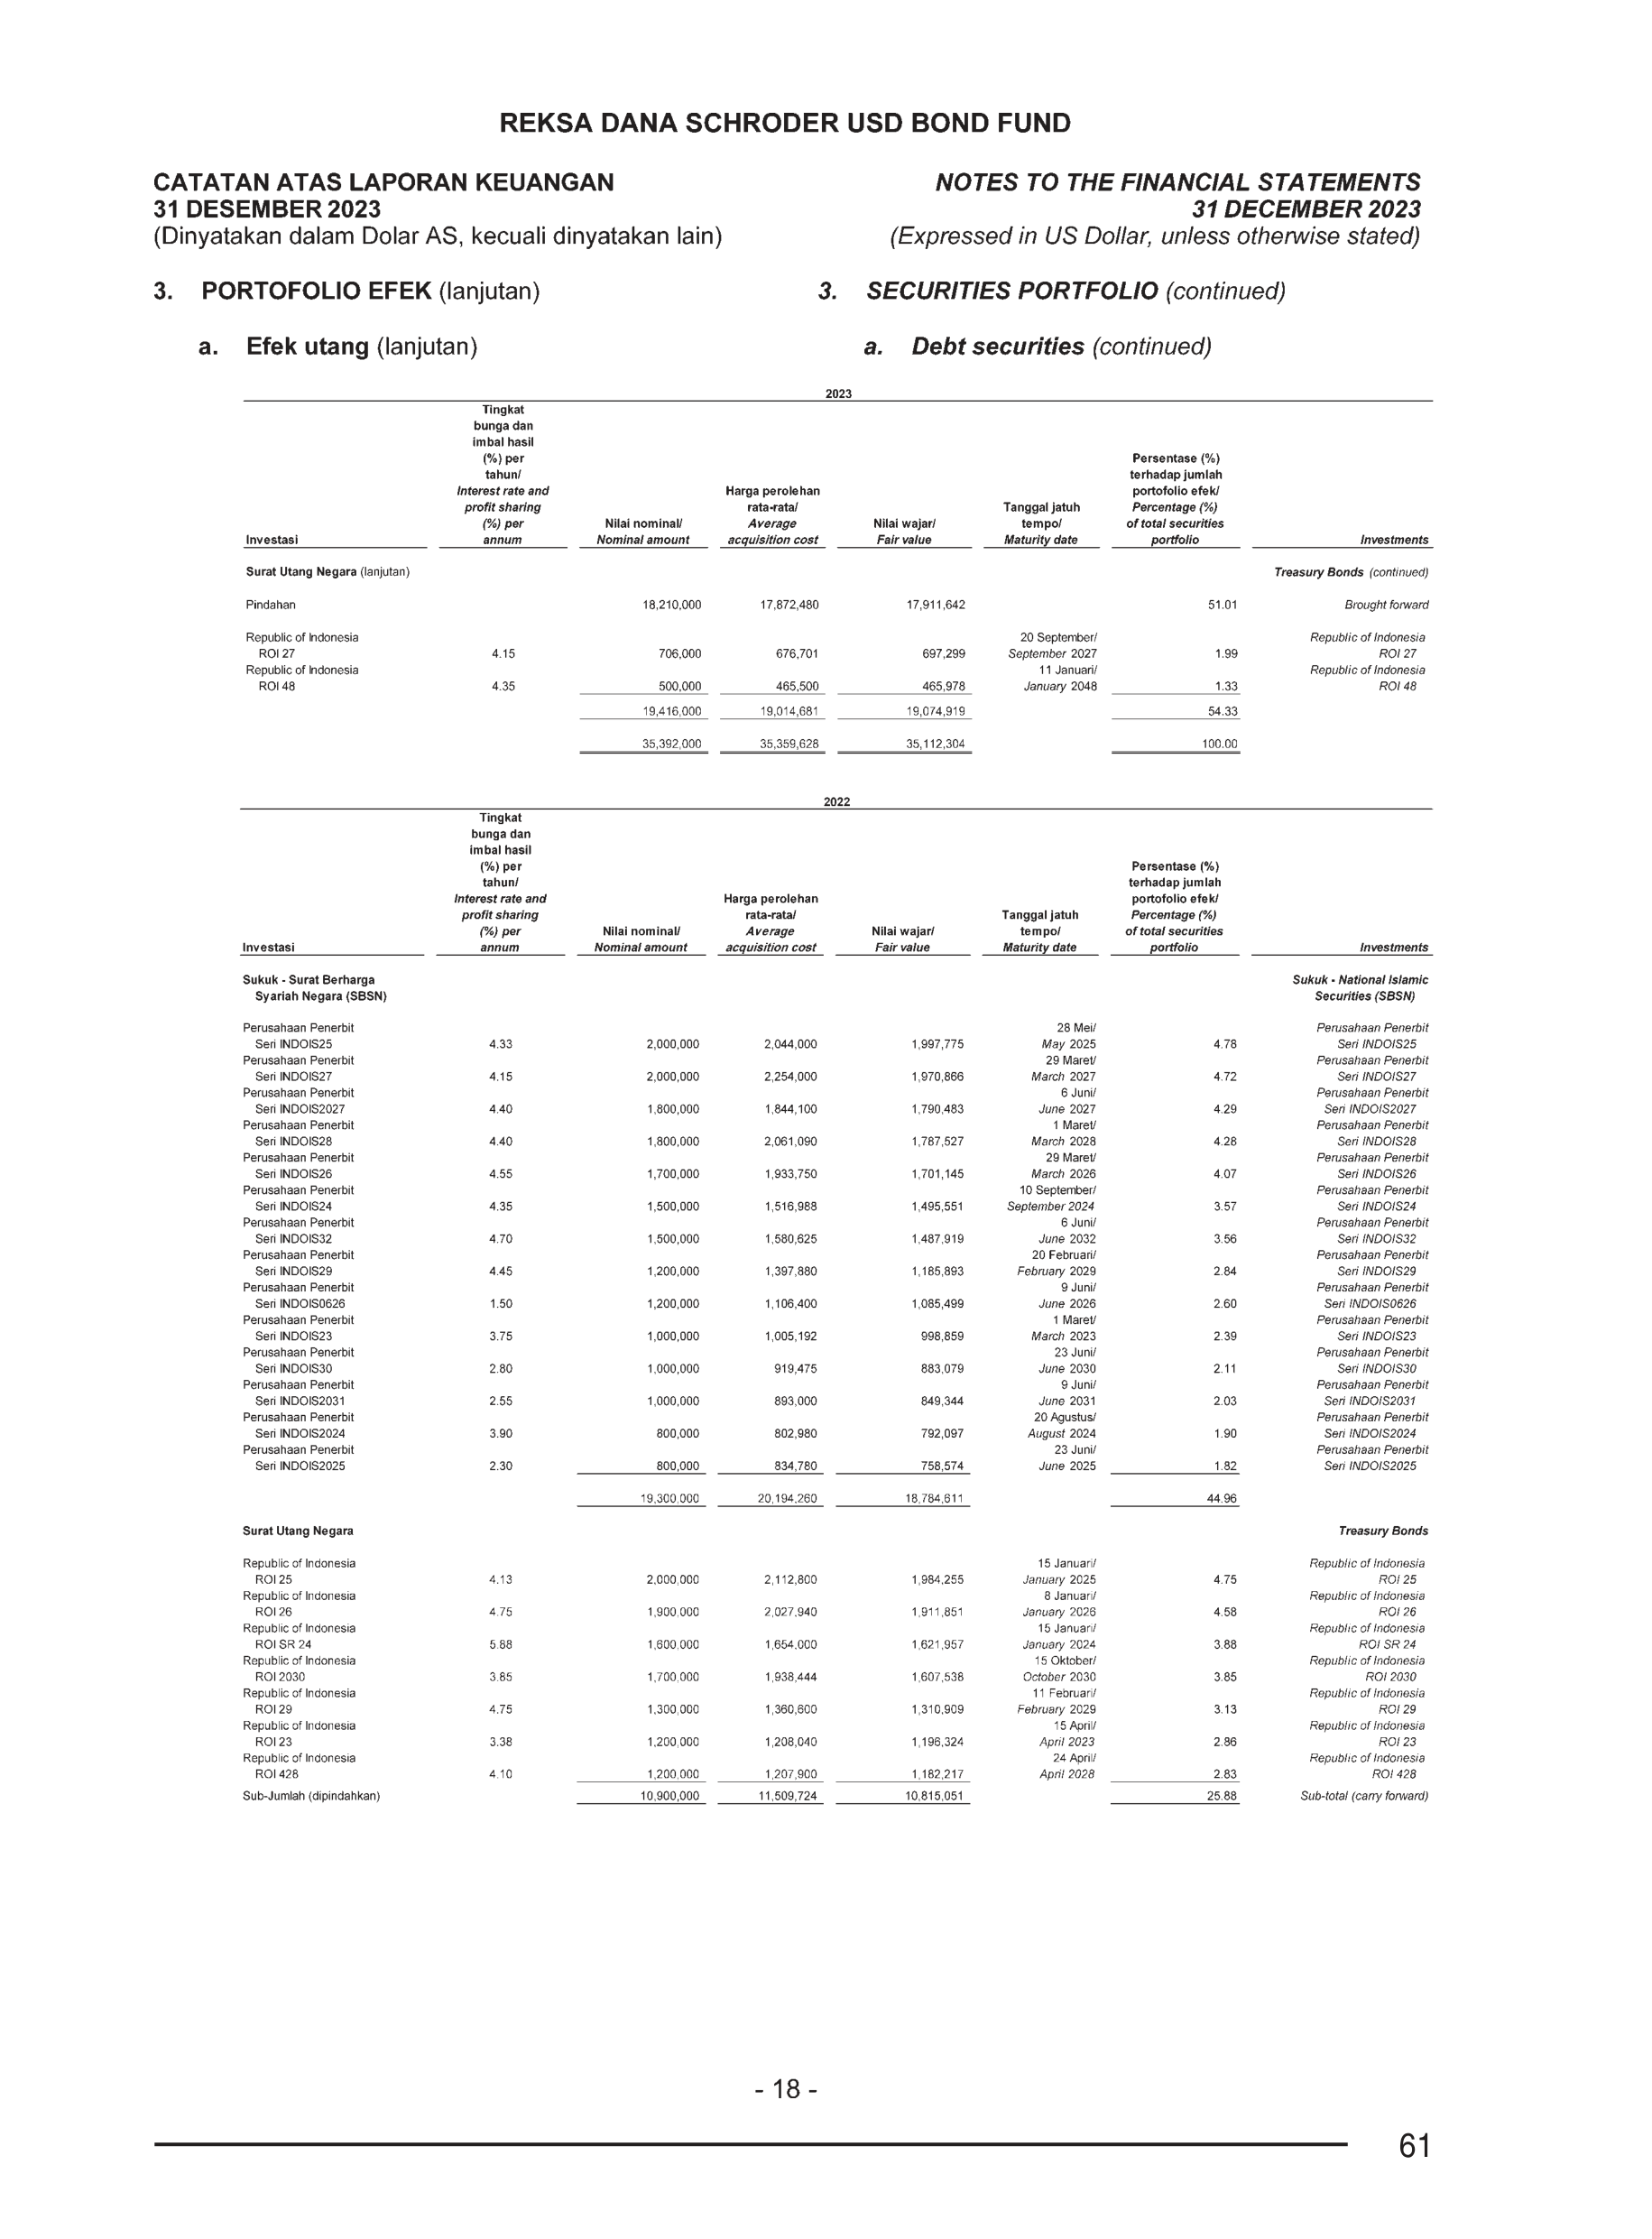 REKSA DANA SCHRODER USD BOND FUND
CATATAN ATAS LAPORAN KEUANGAN NOTES TO THE FINANCIAL STATEMENTS
31 DESEMBER 2023 31 DECEMBER 2023
(Dinyatakan dalam Dolar AS, kecuali dinyatakan lain) (Expressed in US Dollar, unless otherwise stated)
3. PORTOFOLIO EFEK (lanjutan) 3. SECURITIES PORTFOLIO (continued)
a. Efek utang (lanjutan) a. Debt securities (continued)
2023
Tingkat
bunga dan
imbal hasil
(%) per Persentase (%)
tahun/ terhadap jumlah
Interest rate and Harga perolehan portofolio efek/
profit sharing rata-rata/ Tanggal jatuh Percentage (%)
(%) per Nilai nominal/ Average Nilai wajar/ tempo/ of total securities
Investasi annum Nominal amount acquisition cost Fair value Maturity date portfolio Investments
Surat Utang Negara (lanjutan) Treasury Bonds (continued)
Pindahan 18,210,000 17,872,480 17,911,642 51.01 Brought forward
Republic of Indonesia 20 September/ Republic of Indonesia
ROI 27 4.15 706,000 676,701 697,299 September 2027 1.99 ROI 27
Republic of Indonesia 11 Januari/ Republic of Indonesia
ROI 48 4.35 500,000 465,500 465,978 January 2048 1.33 ROI 48
19,416,000 19,014,681 19,074,919 54.33
35,392,000 35,359,628 35,112,304 100.00
2022
Tingkat
bunga dan
imbal hasil
(%) per Persentase (%)
tahun/ terhadap jumlah
Interest rate and Harga perolehan portofolio efek/
profit sharing rata-rata/ Tanggal jatuh Percentage (%)
(%) per Nilai nominal/ Average Nilai wajar/ tempo/ of total securities
Investasi annum Nominal amount acquisition cost Fair value Maturity date portfolio Investments
Sukuk - Surat Berharga Sukuk - National Islamic
Syariah Negara (SBSN) Securities (SBSN)
Perusahaan Penerbit 28 Mei/ Perusahaan Penerbit
Seri INDOIS25 4.33 2,000,000 2,044,000 1,997,775 May 2025 4.78 Seri INDOIS25
Perusahaan Penerbit 29 Maret/ Perusahaan Penerbit
Seri INDOIS27 4.15 2,000,000 2,254,000 1,970,866 March 2027 4.72 Seri INDOIS27
Perusahaan Penerbit 6 Juni/ Perusahaan Penerbit
Seri INDOIS2027 4.40 1,800,000 1,844,100 1,790,483 June 2027 4.29 Seri INDOIS2027
Perusahaan Penerbit 1 Maret/ Perusahaan Penerbit
Seri INDOIS28 4.40 1,800,000 2,061,090 1,787,527 March 2028 4.28 Seri INDOIS28
Perusahaan Penerbit 29 Maret/ Perusahaan Penerbit
Seri INDOIS26 4.55 1,700,000 1,933,750 1,701,145 March 2026 4.07 Seri INDOIS26
Perusahaan Penerbit 10 September/ Perusahaan Penerbit
Seri INDOIS24 4.35 1,500,000 1,516,988 1,495,551 September 2024 3.57 Seri INDOIS24
Perusahaan Penerbit 6 Juni/ Perusahaan Penerbit
Seri INDOIS32 4.70 1,500,000 1,580,625 1,487,919 June 2032 3.56 Seri INDOIS32
Perusahaan Penerbit 20 Februari/ Perusahaan Penerbit
Seri INDOIS29 4.45 1,200,000 1,397,880 1,185,893 February 2029 2.84 Seri INDOIS29
Perusahaan Penerbit 9 Juni/ Perusahaan Penerbit
Seri INDOIS0626 1.50 1,200,000 1,106,400 1,085,499 June 2026 2.60 Seri INDOIS0626
Perusahaan Penerbit 1 Maret/ Perusahaan Penerbit
Seri INDOIS23 3.75 1,000,000 1,005,192 998,859 March 2023 2.39 Seri INDOIS23
Perusahaan Penerbit 23 Juni/ Perusahaan Penerbit
Seri INDOIS30 2.80 1,000,000 919,475 883,079 June 2030 2.11 Seri INDOIS30
Perusahaan Penerbit 9 Juni/ Perusahaan Penerbit
Seri INDOIS2031 2.55 1,000,000 893,000 849,344 June 2031 2.03 Seri INDOIS2031
Perusahaan Penerbit 20 Agustus/ Perusahaan Penerbit
Seri INDOIS2024 3.90 800,000 802,980 792,097 August 2024 1.90 Seri INDOIS2024
Perusahaan Penerbit 23 Juni/ Perusahaan Penerbit
Seri INDOIS2025 2.30 800,000 834,780 758,574 June 2025 1.82 Seri INDOIS2025
19,300,000 20,194,260 18,784,611 44.96
Surat Utang Negara Treasury Bonds
Republic of Indonesia 15 Januari/ Republic of Indonesia
ROI 25 4.13 2,000,000 2,112,800 1,984,255 January 2025 4.75 ROI 25
Republic of Indonesia 8 Januari/ Republic of Indonesia
ROI 26 4.75 1,900,000 2,027,940 1,911,851 January 2026 4.58 ROI 26
Republic of Indonesia 15 Januari/ Republic of Indonesia
ROI SR 24 5.88 1,600,000 1,654,000 1,621,957 January 2024 3.88 ROI SR 24
Republic of Indonesia 15 Oktober/ Republic of Indonesia
ROI 2030 3.85 1,700,000 1,938,444 1,607,538 October 2030 3.85 ROI 2030
Republic of Indonesia 11 Februari/ Republic of Indonesia
ROI 29 4.75 1,300,000 1,360,600 1,310,909 February 2029 3.13 ROI 29
Republic of Indonesia 15 April/ Republic of Indonesia
ROI 23 3.38 1,200,000 1,208,040 1,196,324 April 2023 2.86 ROI 23
Republic of Indonesia 24 April/ Republic of Indonesia
ROI 428 4.10 1,200,000 1,207,900 1,182,217 April 2028 2.83 ROI 428
Sub-Jumlah (dipindahkan) 10,900,000 11,509,724 10,815,051 25.88 Sub-total (carry forward)
- 18 -
61